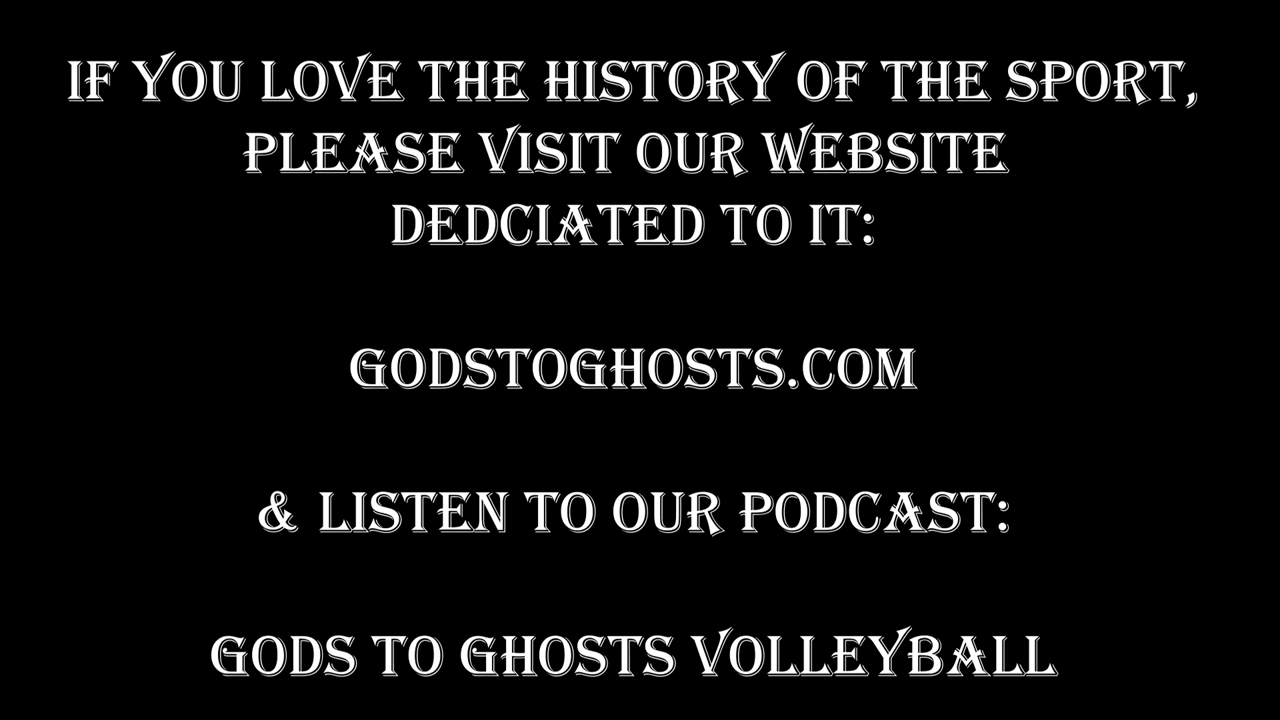 IF YOU LOVE THE HISTORY OF THE SPORT,
PLEASE VISIT OUR WEBSITE
DEDCIATED TO IT:
GODSTOGHOSTS.COM
& LISTEN TO OUR PODCAST:
GODS TO GHOSTS VOLLEYBALL